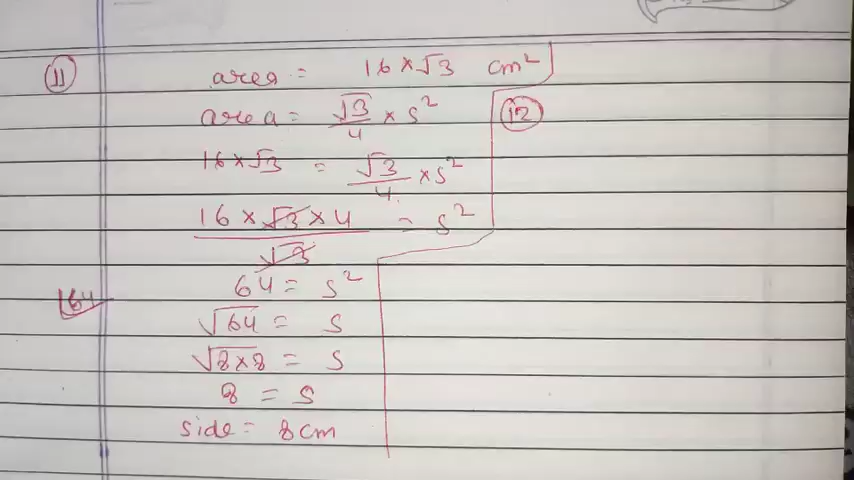 11
area = 16×√3 cm²
area = √3/4 × s²
12
16×√3 = √3/4 × s²
16 × √3 × 4 / √3 = s²
64 = s²
64
√64 = s
√8×8 = s
8 = s
side = 8cm